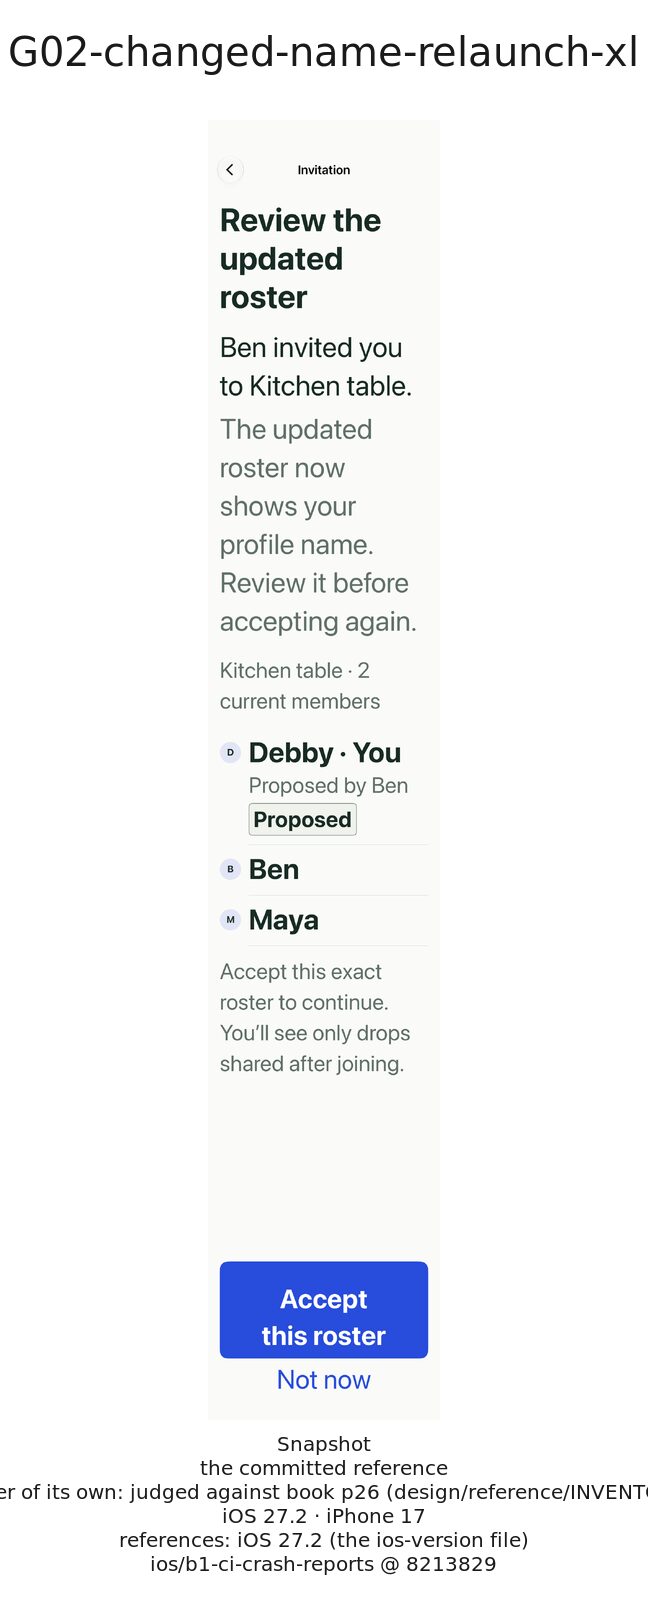 G02-changed-name-relaunch-xl
Invitation
Review the
updated
roster
Ben invited you
to Kitchen table.
The updated
roster now
shows your
profile name.
Review it before
accepting again.
Kitchen table · 2
current members
D
Debby · You
Proposed by Ben
Proposed
B
Ben
M
Maya
Accept this exact
roster to continue.
You’ll see only drops
shared after joining.
Accept
this roster
Not now
Snapshot
the committed reference
of its own: judged against book p26 (design/reference/
iOS 27.2 · iPhone 17
references: iOS 27.2 (the ios-version file)
ios/b1-ci-crash-reports @ 8213829